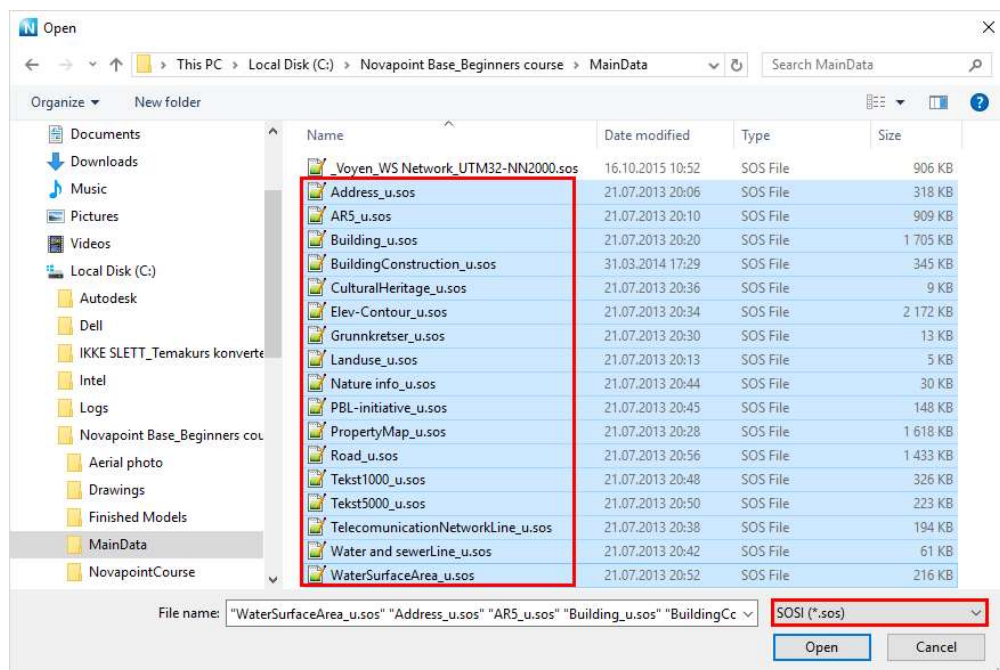 Open
This PC > Local Disk (C:) > Novapoint Base_Beginners course > MainData
Search MainData
Organize
New folder
Name
Date modified
Type
Size
Documents
Downloads
Music
Pictures
Videos
Local Disk (C:)
Autodesk
Dell
IKKE SLETT_Temakurs konverte
Intel
Logs
Novapoint Base_Beginners cou
Aerial photo
Drawings
Finished Models
MainData
NovapointCourse
_Voyen_WS Network_UTM32-NN2000.sos 16.10.2015 10:52 SOS File 906 KB
Address_u.sos 21.07.2013 20:06 SOS File 318 KB
AR5_u.sos 21.07.2013 20:10 SOS File 909 KB
Building_u.sos 21.07.2013 20:20 SOS File 1 705 KB
BuildingConstruction_u.sos 31.03.2014 17:29 SOS File 345 KB
CulturalHeritage_u.sos 21.07.2013 20:36 SOS File 9 KB
Elev-Contour_u.sos 21.07.2013 20:34 SOS File 2 172 KB
Grunnkretser_u.sos 21.07.2013 20:30 SOS File 13 KB
Landuse_u.sos 21.07.2013 20:13 SOS File 5 KB
Nature info_u.sos 21.07.2013 20:44 SOS File 30 KB
PBL-initiative_u.sos 21.07.2013 20:45 SOS File 148 KB
PropertyMap_u.sos 21.07.2013 20:28 SOS File 1 618 KB
Road_u.sos 21.07.2013 20:56 SOS File 1 433 KB
Tekst1000_u.sos 21.07.2013 20:48 SOS File 326 KB
Tekst5000_u.sos 21.07.2013 20:50 SOS File 223 KB
TelecomunicationNetworkLine_u.sos 21.07.2013 20:38 SOS File 194 KB
Water and sewerLine_u.sos 21.07.2013 20:42 SOS File 61 KB
WaterSurfaceArea_u.sos 21.07.2013 20:52 SOS File 216 KB
File name: "WaterSurfaceArea_u.sos" "Address_u.sos" "AR5_u.sos" "Building_u.sos" "BuildingCc
SOSI (*.sos)
Open
Cancel